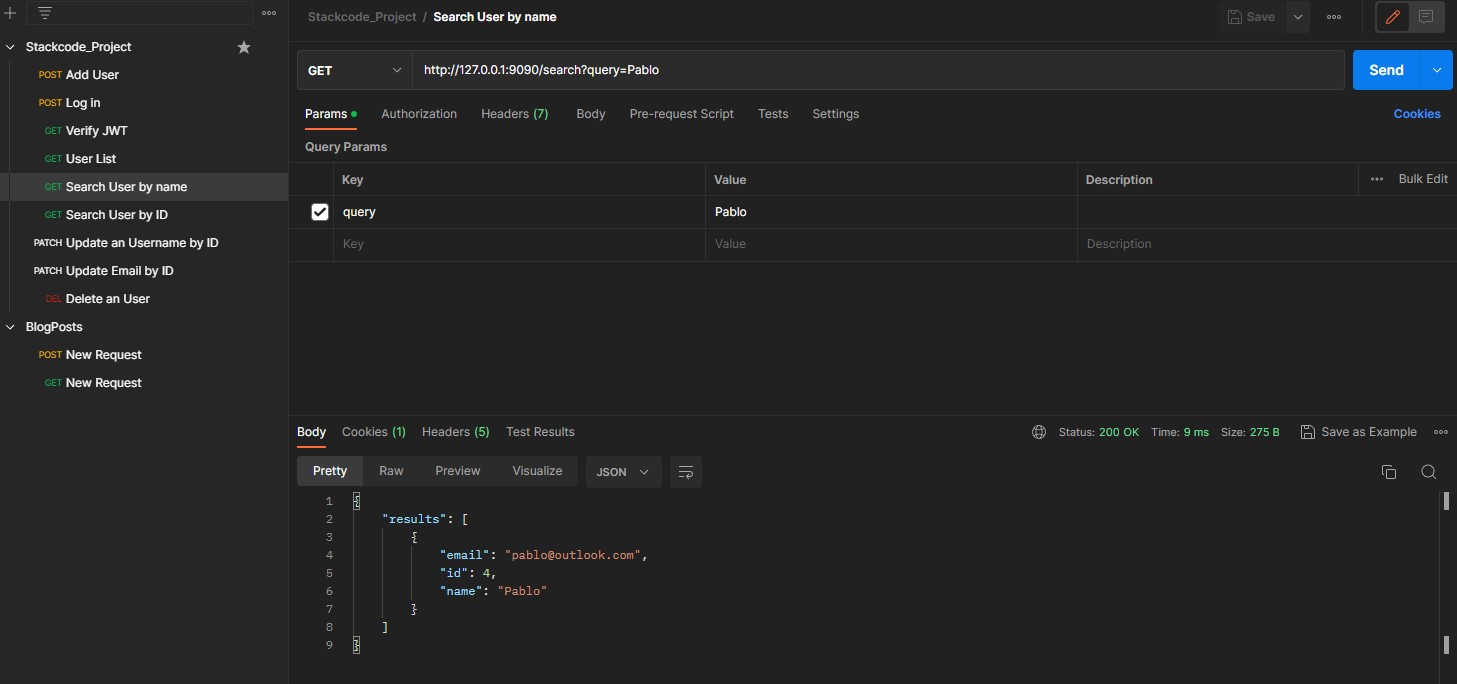 Stackcode_Project
POST Add User
POST Log in
GET Verify JWT
GET User List
GET Search User by name
GET Search User by ID
PATCH Update an Username by ID
PATCH Update Email by ID
DEL Delete an User
BlogPosts
POST New Request
GET New Request
Stackcode_Project / Search User by name
Save
GET http://127.0.0.1:9090/search?query=Pablo
Send
Params Authorization Headers (7) Body Pre-request Script Tests Settings Cookies
Query Params
Key Value Description Bulk Edit
query Pablo
Key Value Description
Body Cookies (1) Headers (5) Test Results Status: 200 OK Time: 9 ms Size: 275 B Save as Example
Pretty Raw Preview Visualize JSON
1 {
2 "results": [
3 {
4 "email": "pablo@outlook.com",
5 "id": 4,
6 "name": "Pablo"
7 }
8 ]
9 }